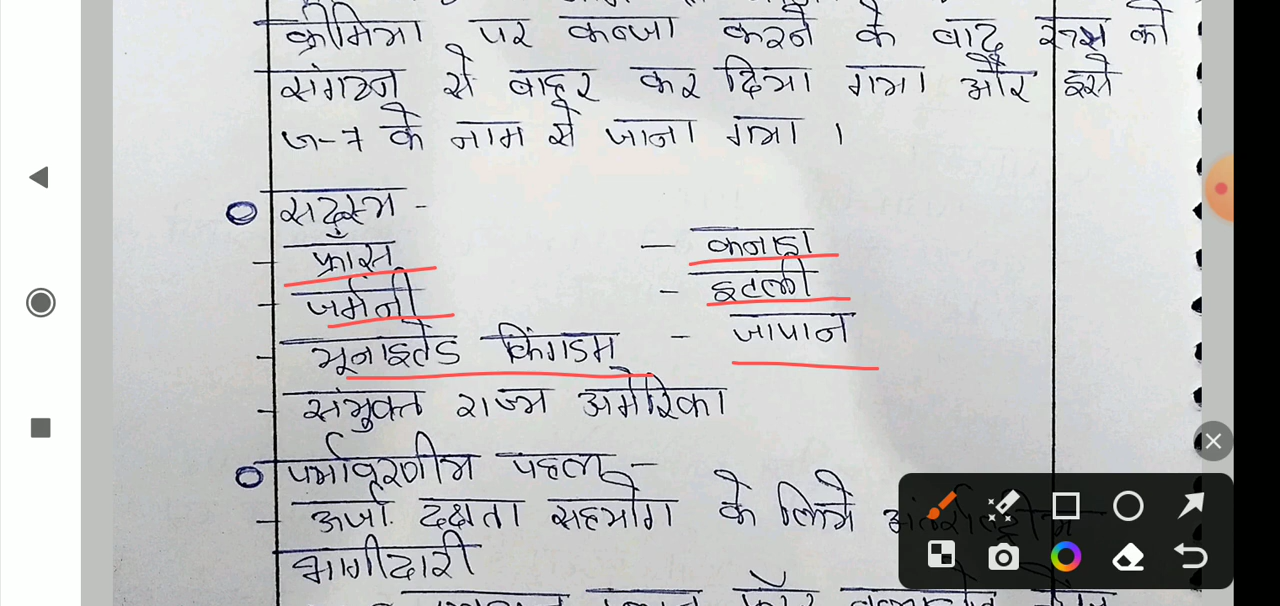 क्रीमिया पर कब्जा करने के बाद रूस को
संगठन से बाहर कर दिया गया और इसे
ज-7 के नाम से जाना गया ।
सदस्य -
- फ्रांस - कनाडा
- जर्मनी - इटली
- यूनाइटेड किंगडम - जापान
- संयुक्त राज्य अमेरिका
पर्यावरणीय पहल -
- ऊर्जा दक्षता सहयोग के लिये अंतर्राष्ट्रीय
भागीदारी